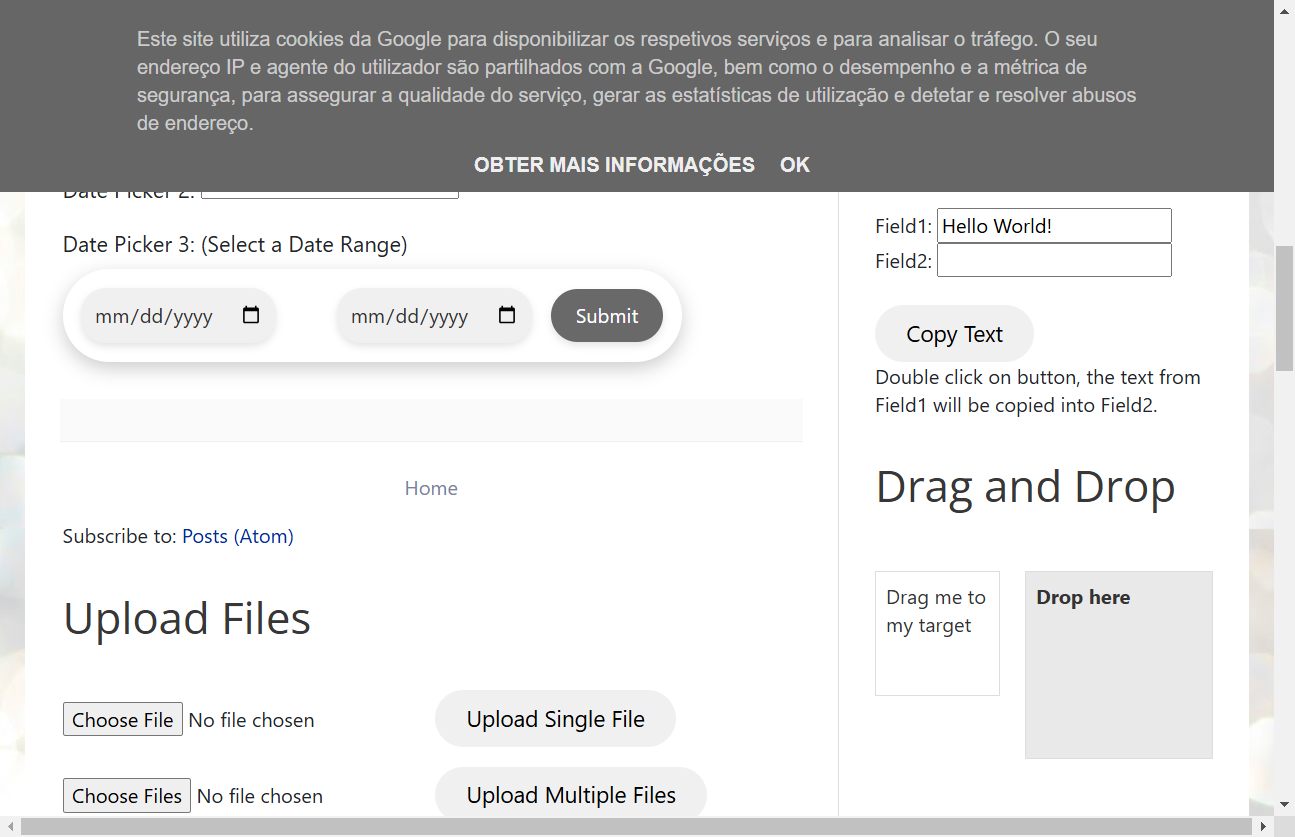 Este site utiliza cookies da Google para disponibilizar os respetivos serviços e para analisar o tráfego. O seu
endereço IP e agente do utilizador são partilhados com a Google, bem como o desempenho e a métrica de
segurança, para assegurar a qualidade do serviço, gerar as estatísticas de utilização e detetar e resolver abusos
de endereço.
OBTER MAIS INFORMAÇÕES OK
Date Picker 2:
Date Picker 3: (Select a Date Range)
mm/dd/yyyy mm/dd/yyyy Submit
Home
Subscribe to: Posts (Atom)
Upload Files
Choose File No file chosen Upload Single File
Choose Files No file chosen Upload Multiple Files
Field1: Hello World!
Field2:
Copy Text
Double click on button, the text from
Field1 will be copied into Field2.
Drag and Drop
Drag me to
my target
Drop here